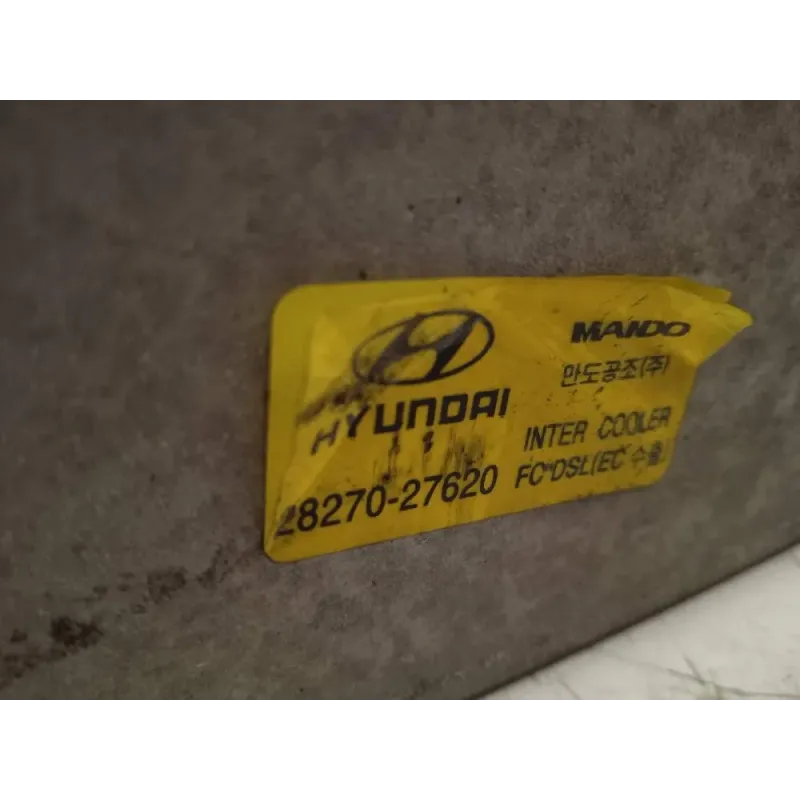 HYUNDAI
28270-27620
MANDO
만도공조(주)
INTER COOLER
FC"DSL(EC 수출)